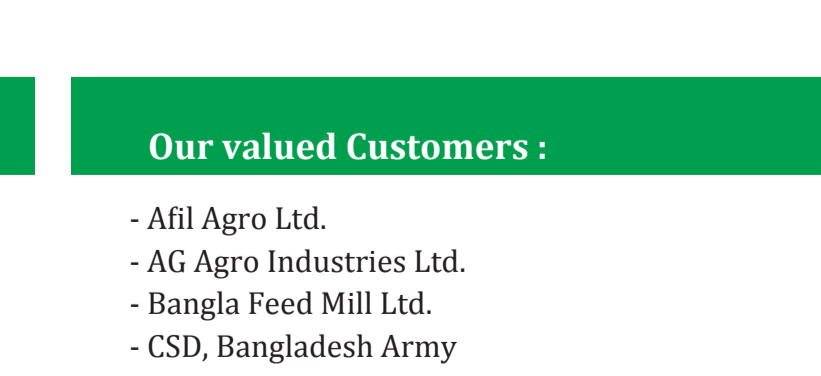 Our valued Customers :
- Afil Agro Ltd.
- AG Agro Industries Ltd.
- Bangla Feed Mill Ltd.
- CSD, Bangladesh Army